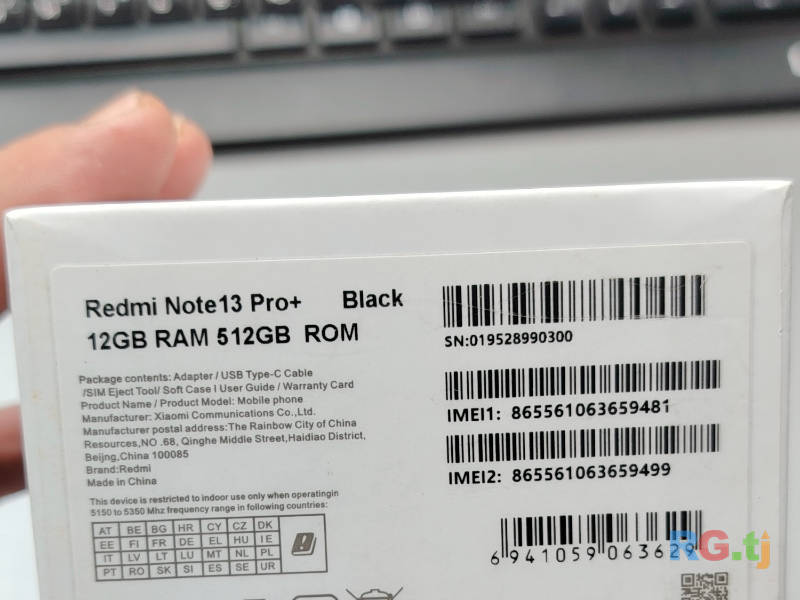 Redmi Note13 Pro+ Black
12GB RAM 512GB ROM
Package contents: Adapter / USB Type-C Cable
/SIM Eject Tool/ Soft Case I User Guide / Warranty Card
Product Name / Product Model: Mobile phone
Manufacturer: Xiaomi Communications Co.,Ltd.
Manufacturer postal address:The Rainbow City of China
Resources,NO .68, Qinghe Middle Street,Haidiao District,
Beijng,China 100085
Brand:Redmi
Made in China
This device is restricted to indoor use only when operatingin
5150 to 5350 Mhz frequency range in following countries:
AT BE BG HR CY CZ DK
EE FI FR DE EL HU IE
IT LV LT LU MT NL PL
PT RO SK SI ES SE UR
SN:019528990300
IMEI1: 865561063659481
IMEI2: 865561063659499
6 941059 063629
RG.tj